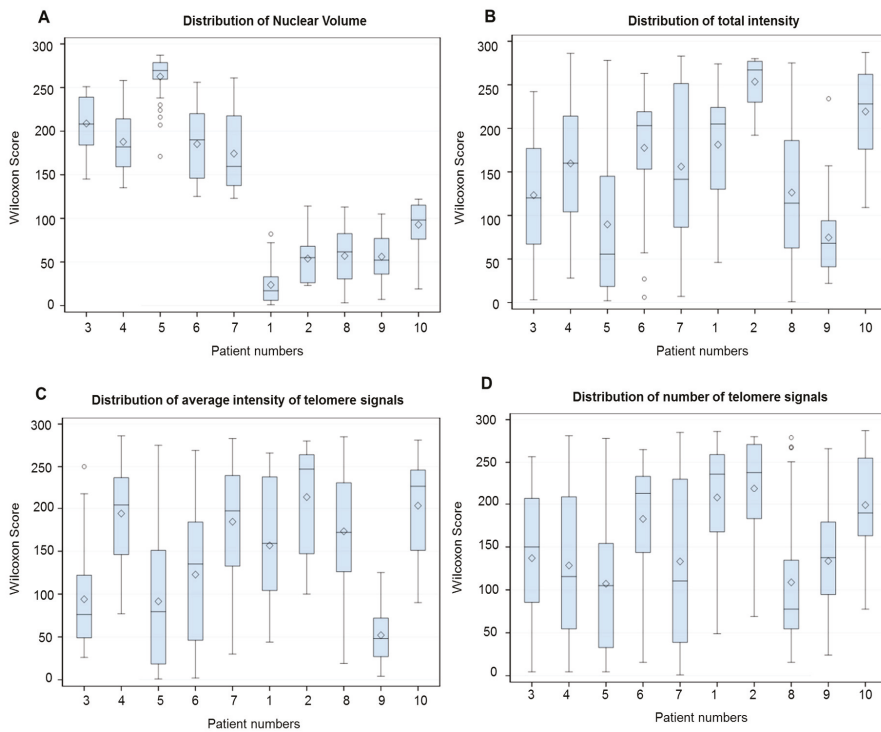 A
Distribution of Nuclear Volume
Wilcoxon Score
300
250
200
150
100
50
0
3 4 5 6 7 1 2 8 9 10
Patient numbers
B
Distribution of total intensity
Wilcoxon Score
300
250
200
150
100
50
0
3 4 5 6 7 1 2 8 9 10
Patient numbers
C
Distribution of average intensity of telomere signals
Wilcoxon Score
300
250
200
150
100
50
0
3 4 5 6 7 1 2 8 9 10
Patient numbers
D
Distribution of number of telomere signals
Wilcoxon Score
300
250
200
150
100
50
0
3 4 5 6 7 1 2 8 9 10
Patient numbers